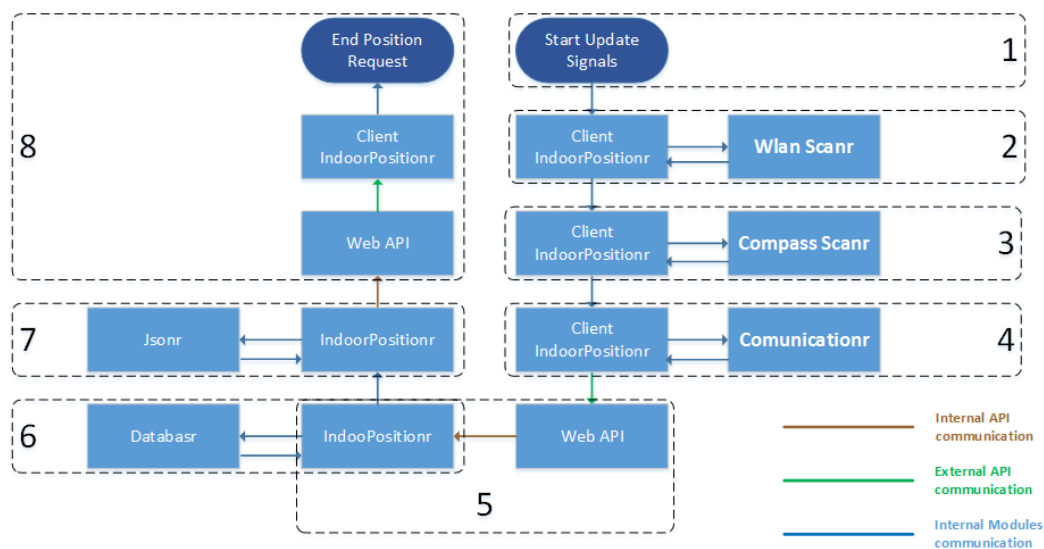 End Position
Request
Start Update
Signals
1
8
Client
IndoorPositionr
Client
IndoorPositionr
Wlan Scanr
2
Web API
Client
IndoorPositionr
Compass Scanr
3
7
Jsonr
IndoorPositionr
Client
IndoorPositionr
Comunicationr
4
6
Databasr
IndooPositionr
Web API
5
Internal API
communication
External API
communication
Internal Modules
communication